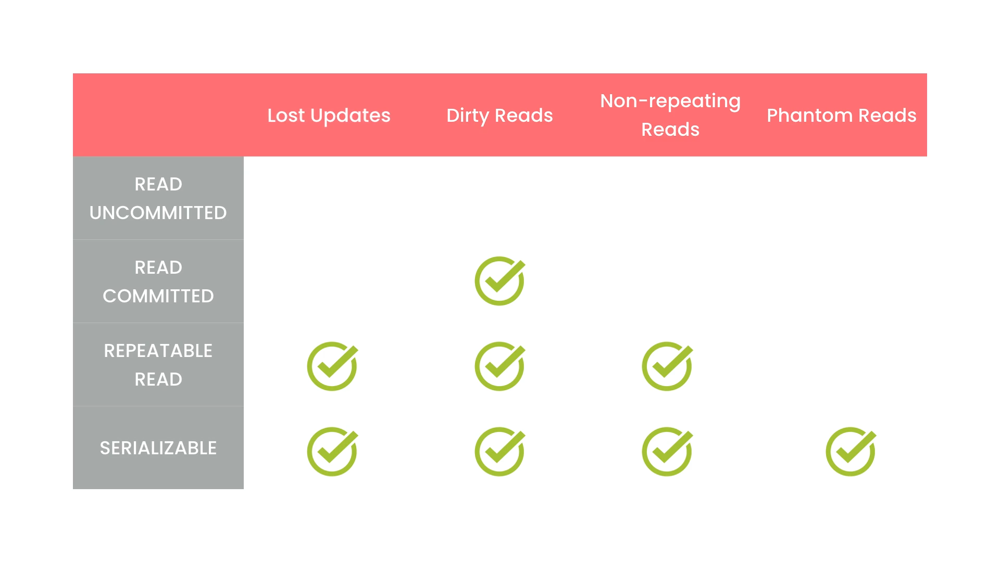 Lost Updates
Dirty Reads
Non-repeating
Reads
Phantom Reads
READ
UNCOMMITTED
READ
COMMITTED
REPEATABLE
READ
SERIALIZABLE